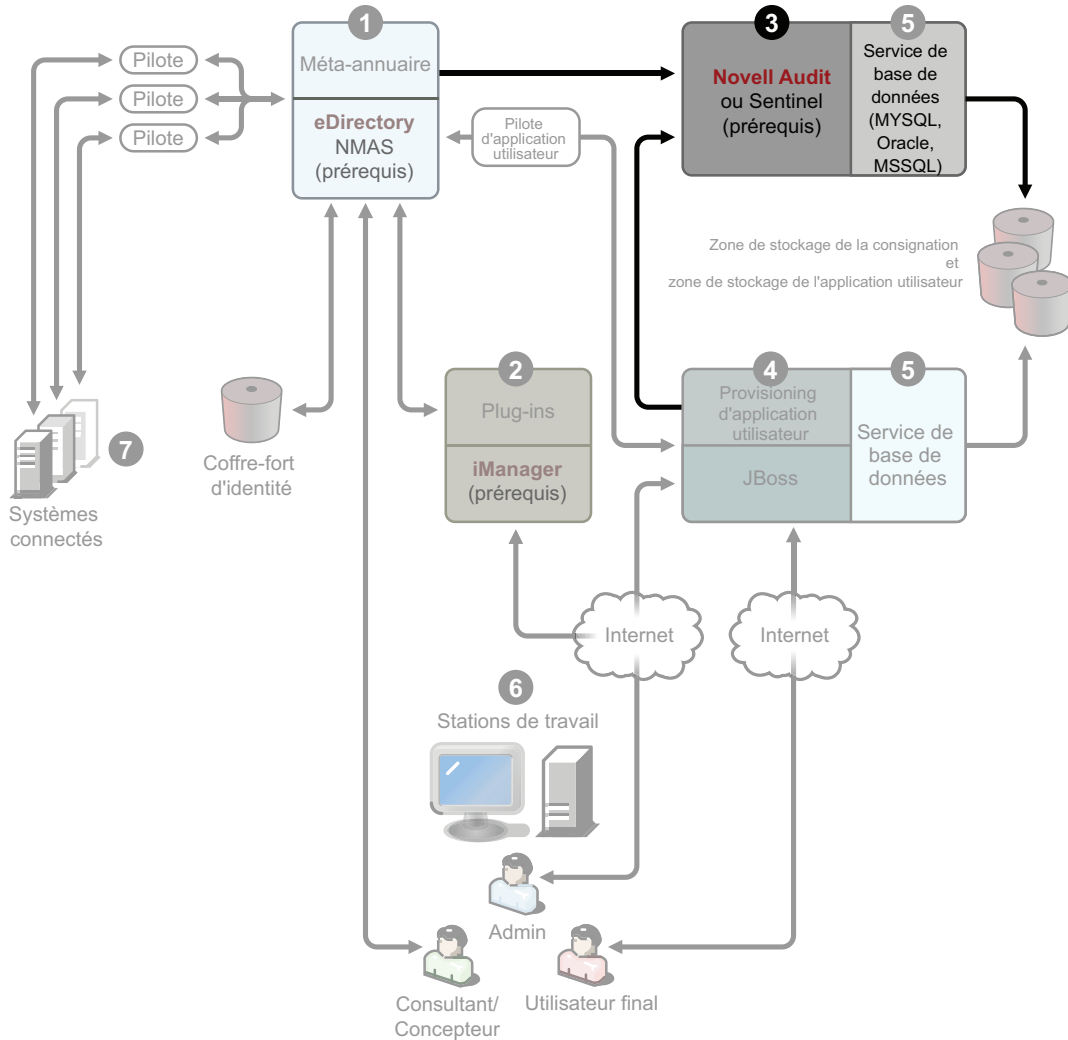 1
Méta-annuaire
eDirectory
NMAS
(prérequis)
Pilote
Pilote
Pilote
Pilote
d'application
utilisateur
3
Novell Audit
ou Sentinel
(prérequis)
5
Service de
base de
données
(MYSQL,
Oracle,
MSSQL)
Zone de stockage de la consignation
et
zone de stockage de l'application utilisateur
2
Plug-ins
iManager
(prérequis)
4
Provisioning
d'application
utilisateur
JBoss
5
Service de
base de
données
7
Systèmes
connectés
Coffre-fort
d'identité
Internet
Internet
6
Stations de travail
Admin
Consultant/
Concepteur
Utilisateur final